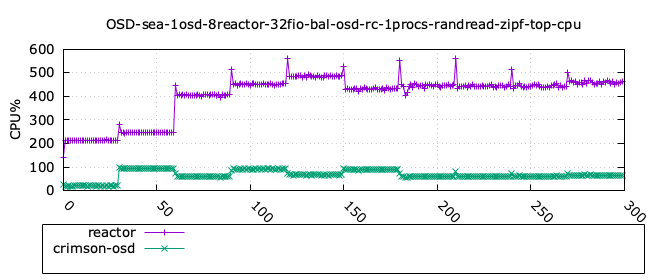 OSD-sea-1osd-8reactor-32fio-bal-osd-rc-1procs-randread-zipf-top-cpu
600
500
400
300
200
100
0
CPU%
0 50 100 150 200 250 300
reactor
crimson-osd